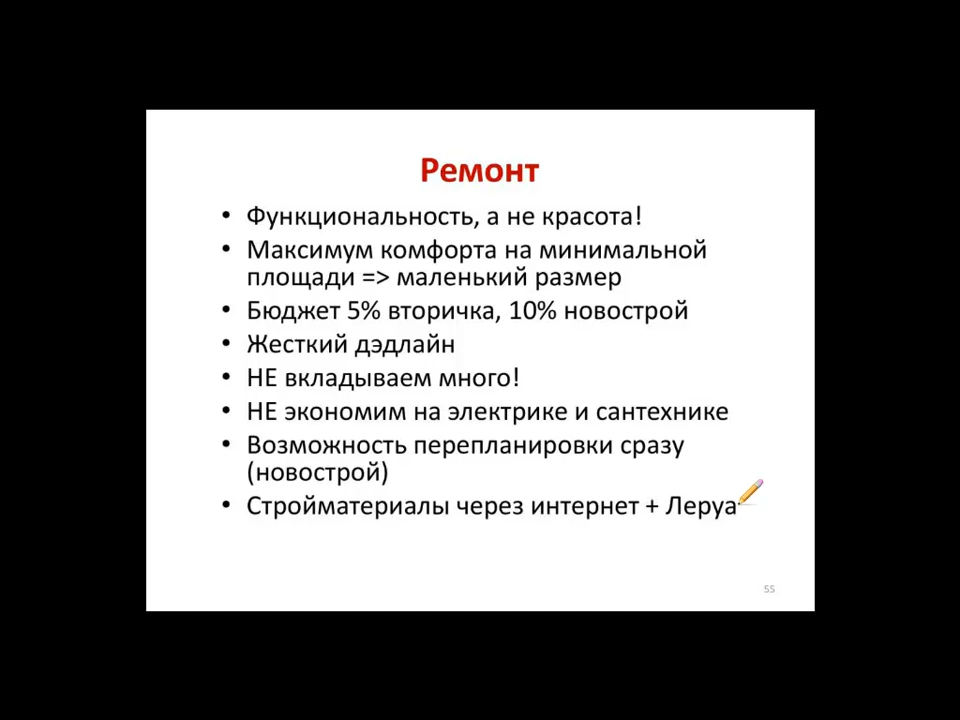 Ремонт
• Функциональность, а не красота!
• Максимум комфорта на минимальной
площади => маленький размер
• Бюджет 5% вторичка, 10% новострой
• Жесткий дэдлайн
• НЕ вкладываем много!
• НЕ экономим на электрике и сантехнике
• Возможность перепланировки сразу
(новострой)
• Стройматериалы через интернет + Леруа
55